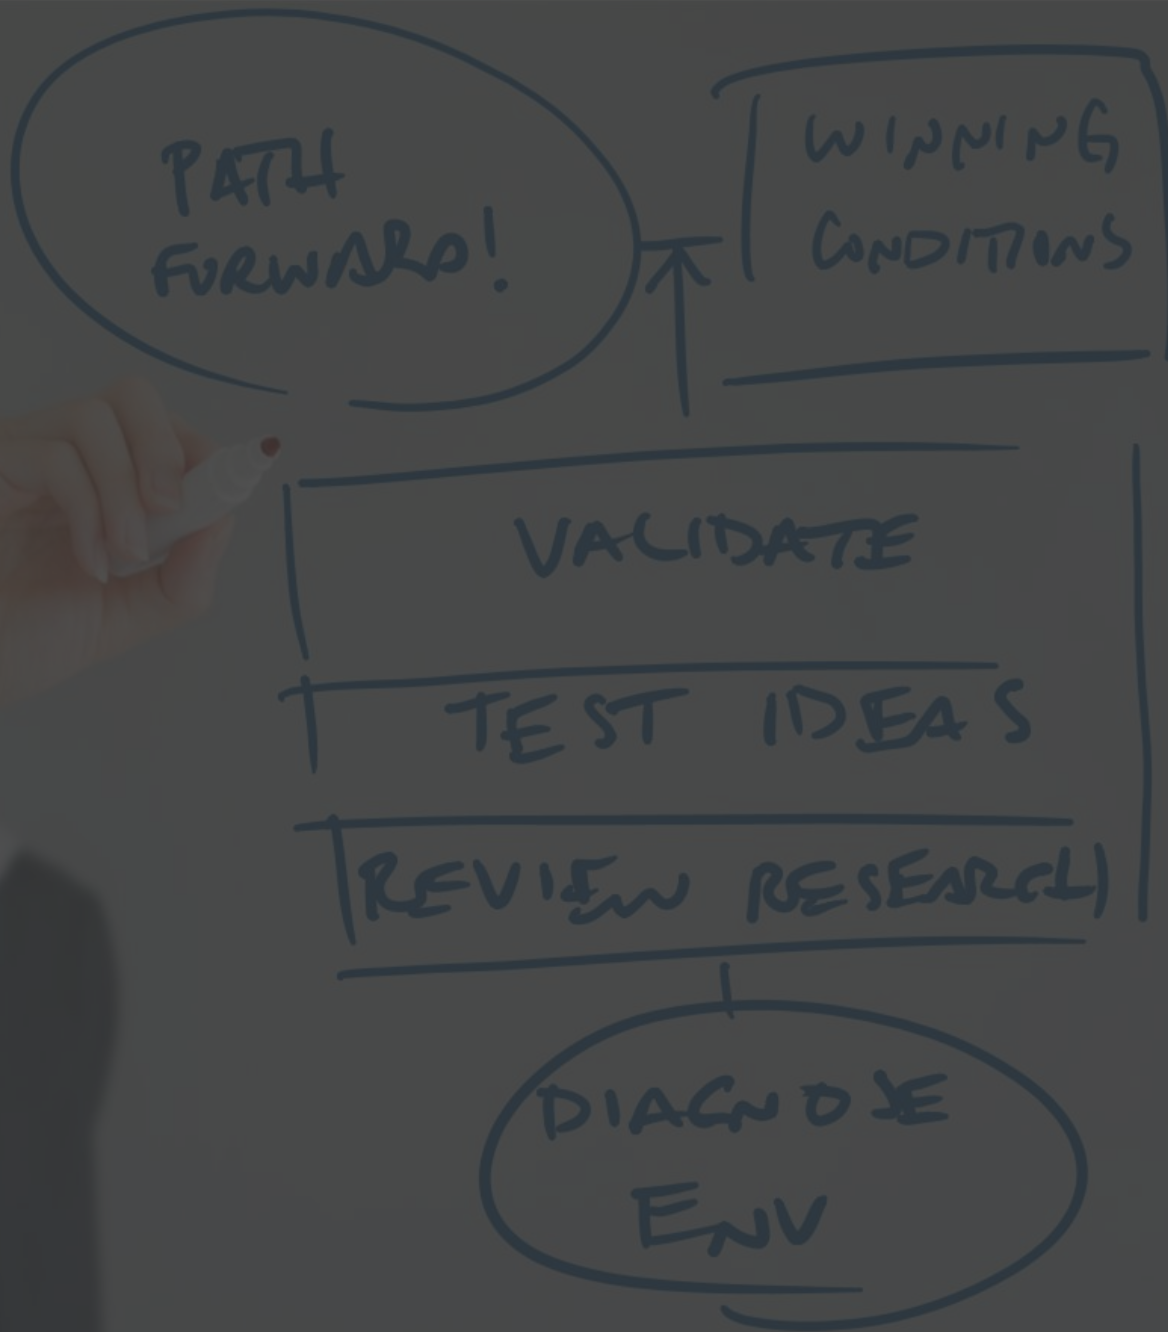 PATH
FORWARD!
WINNING
CONDITIONS
VALIDATE
TEST IDEAS
REVIEW RESEARCH
DIAGNOSE
ENV